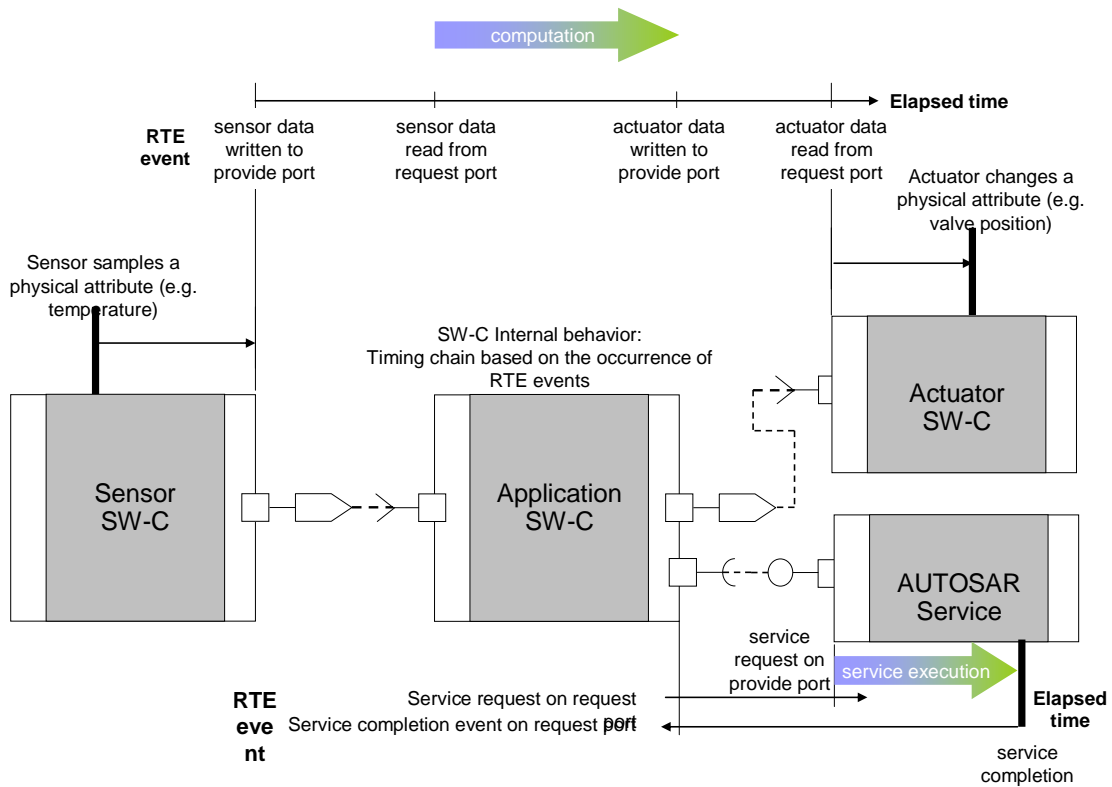 computation
Elapsed time
RTE
event
sensor data
written to
provide port
sensor data
read from
request port
actuator data
written to
provide port
actuator data
read from
request port
Actuator changes a
physical attribute (e.g.
valve position)
Sensor samples a
physical attribute (e.g.
temperature)
SW-C Internal behavior:
Timing chain based on the occurrence of
RTE events
Actuator
SW-C
Sensor
SW-C
Application
SW-C
AUTOSAR
Service
service
request on
provide port
service execution
RTE
eve
nt
Service request on request
port
Service completion event on request port
Elapsed
time
service
completion